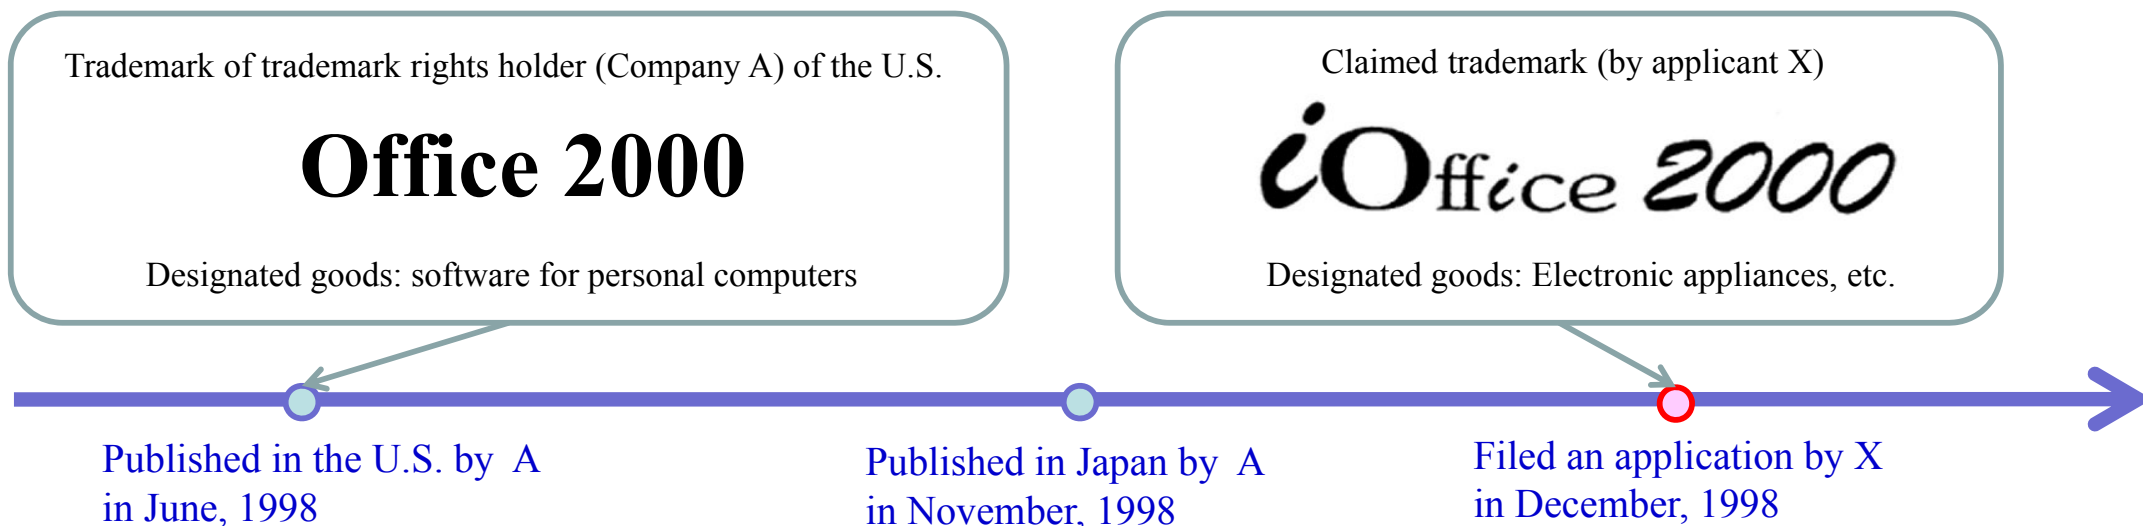 Trademark of trademark rights holder (Company A) of the U.S.
Office 2000
Designated goods: software for personal computers
Claimed trademark (by applicant X)
iOffice 2000
Designated goods: Electronic appliances, etc.
Published in the U.S. by A
in June, 1998
Published in Japan by A
in November, 1998
Filed an application by X
in December, 1998